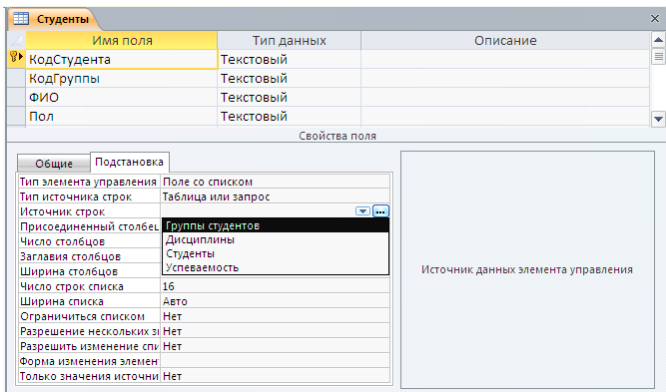 Студенты
Имя поля Тип данных Описание
КодСтудента Текстовый
КодГруппы Текстовый
ФИО Текстовый
Пол Текстовый
Свойства поля
Общие Подстановка
Тип элемента управления Поле со списком
Тип источника строк Таблица или запрос
Источник строк
Присоединенный столбец Группы студентов
Число столбцов Дисциплины
Заглавия столбцов Студенты
Ширина столбцов Успеваемость
Число строк списка 16
Ширина списка Авто
Ограничиться списком Нет
Разрешение нескольких зн Нет
Разрешить изменение спи Нет
Форма изменения элемен
Только значения источни Нет
Источник данных элемента управления